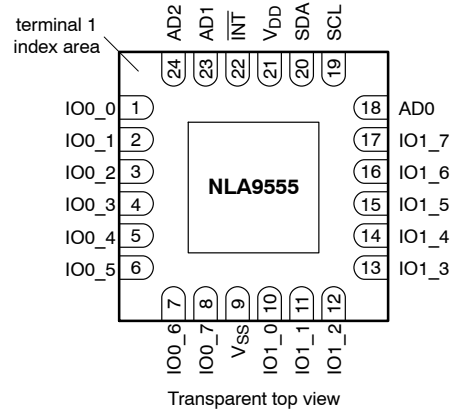 terminal 1
index area
AD2
AD1
INT
VDD
SDA
SCL
24
23
22
21
20
19
IO0_0 1
IO0_1 2
IO0_2 3
IO0_3 4
IO0_4 5
IO0_5 6
NLA9555
18 AD0
17 IO1_7
16 IO1_6
15 IO1_5
14 IO1_4
13 IO1_3
7
8
9
10
11
12
IO0_6
IO0_7
VSS
IO1_0
IO1_1
IO1_2
Transparent top view